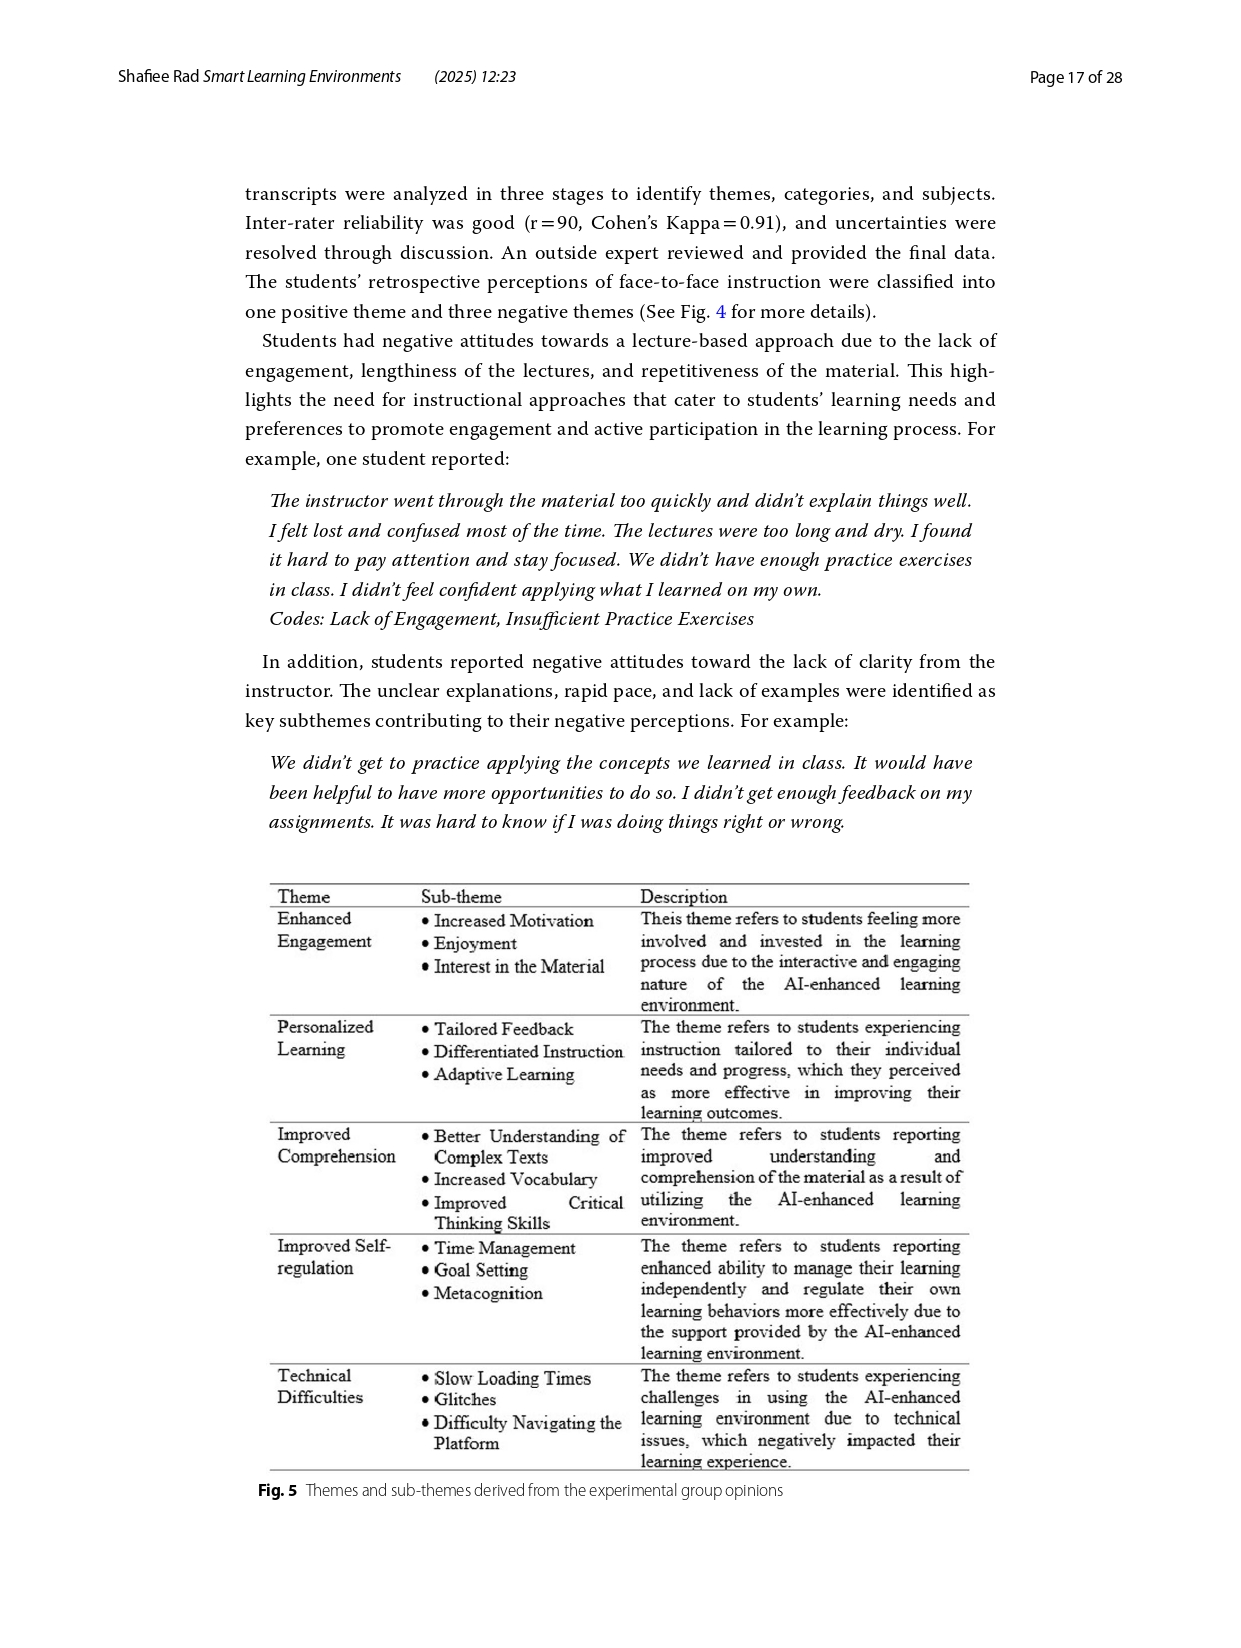 Shafiee Rad Smart Learning Environments (2025) 12:23 Page 17 of 28
transcripts were analyzed in three stages to identify themes, categories, and subjects.
Inter-rater reliability was good (r = 90, Cohen’s Kappa = 0.91), and uncertainties were
resolved through discussion. An outside expert reviewed and provided the final data.
The students’ retrospective perceptions of face-to-face instruction were classified into
one positive theme and three negative themes (See Fig. 4 for more details).
Students had negative attitudes towards a lecture-based approach due to the lack of
engagement, lengthiness of the lectures, and repetitiveness of the material. This high-
lights the need for instructional approaches that cater to students’ learning needs and
preferences to promote engagement and active participation in the learning process. For
example, one student reported:
The instructor went through the material too quickly and didn’t explain things well.
I felt lost and confused most of the time. The lectures were too long and dry. I found
it hard to pay attention and stay focused. We didn’t have enough practice exercises
in class. I didn’t feel confident applying what I learned on my own.
Codes: Lack of Engagement, Insufficient Practice Exercises
In addition, students reported negative attitudes toward the lack of clarity from the
instructor. The unclear explanations, rapid pace, and lack of examples were identified as
key subthemes contributing to their negative perceptions. For example:
We didn’t get to practice applying the concepts we learned in class. It would have
been helpful to have more opportunities to do so. I didn’t get enough feedback on my
assignments. It was hard to know if I was doing things right or wrong.
Theme Sub-theme Description
Enhanced
Engagement
• Increased Motivation
• Enjoyment
• Interest in the Material
Theis theme refers to students feeling more
involved and invested in the learning
process due to the interactive and engaging
nature of the AI-enhanced learning
environment.
Personalized
Learning
• Tailored Feedback
• Differentiated Instruction
• Adaptive Learning
The theme refers to students experiencing
instruction tailored to their individual
needs and progress, which they perceived
as more effective in improving their
learning outcomes.
Improved
Comprehension
• Better Understanding of
Complex Texts
• Increased Vocabulary
• Improved Critical
Thinking Skills
The theme refers to students reporting
improved understanding and
comprehension of the material as a result of
utilizing the AI-enhanced learning
environment.
Improved Self-
regulation
• Time Management
• Goal Setting
• Metacognition
The theme refers to students reporting
enhanced ability to manage their learning
independently and regulate their own
learning behaviors more effectively due to
the support provided by the AI-enhanced
learning environment.
Technical
Difficulties
• Slow Loading Times
• Glitches
• Difficulty Navigating the
Platform
The theme refers to students experiencing
challenges in using the AI-enhanced
learning environment due to technical
issues, which negatively impacted their
learning experience.
Fig. 5 Themes and sub-themes derived from the experimental group opinions